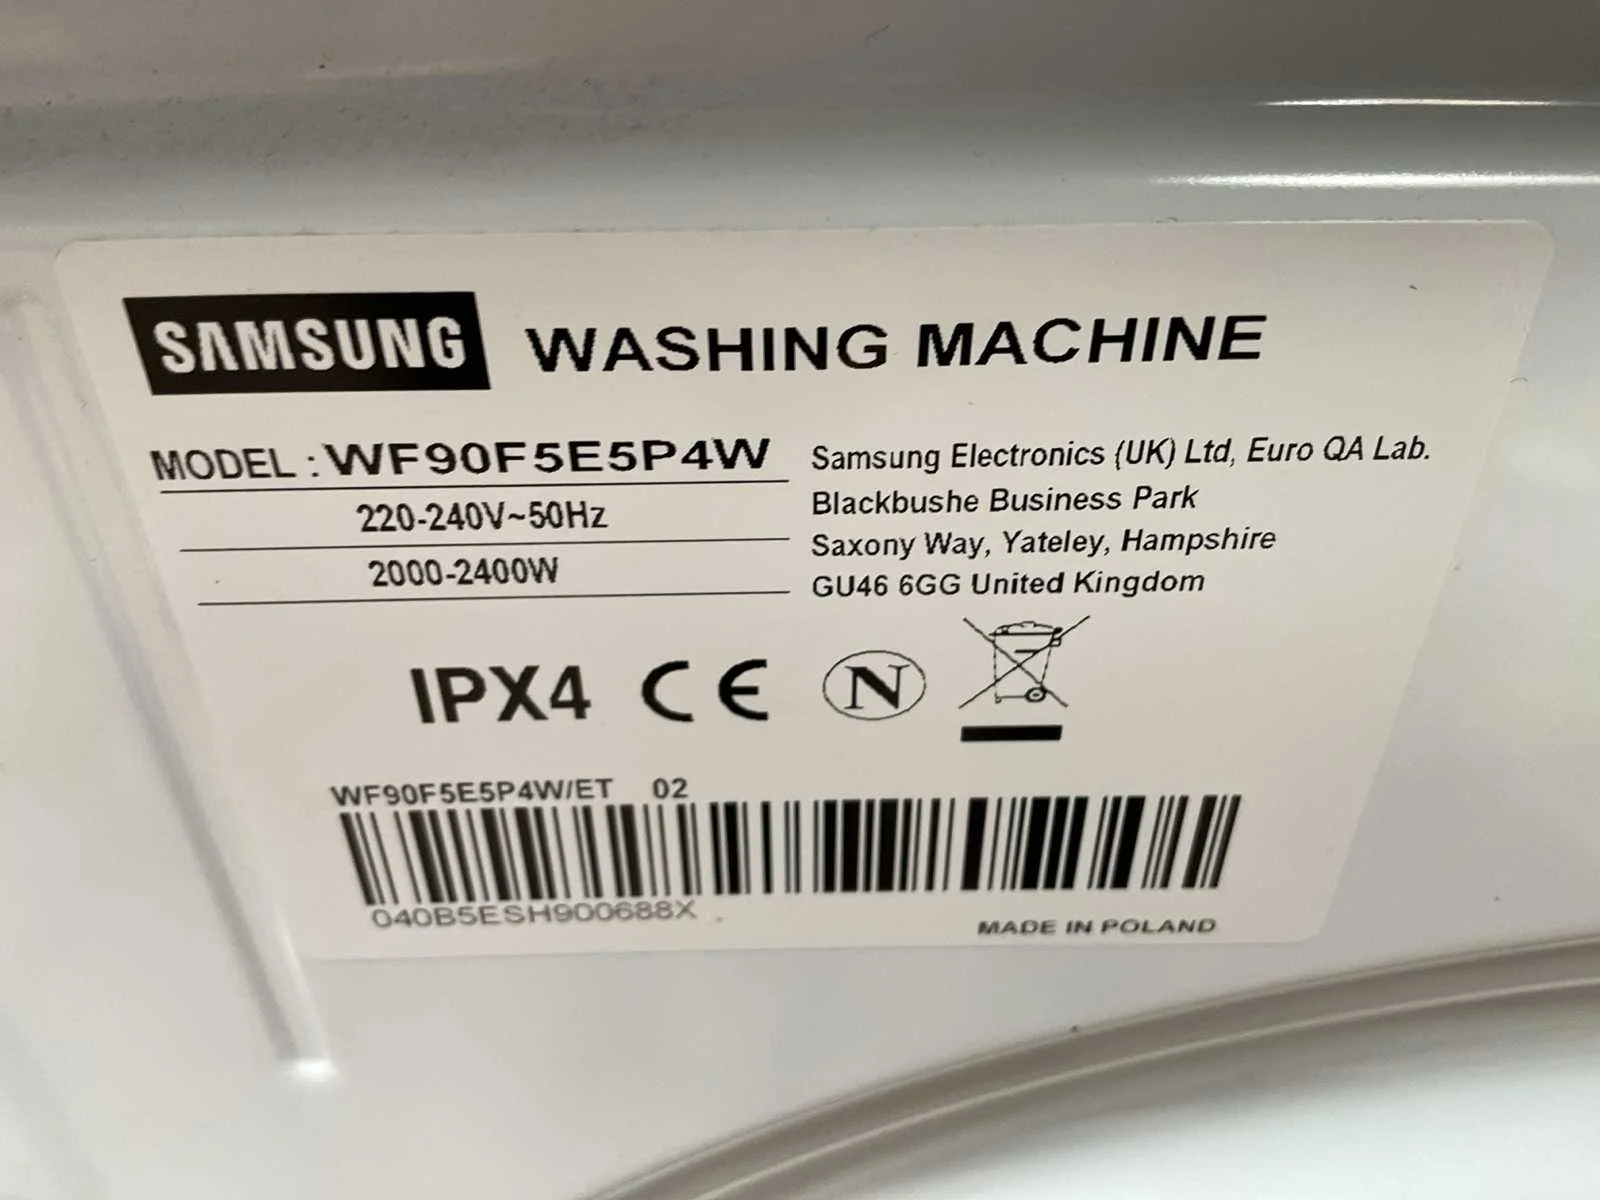 SAMSUNG WASHING MACHINE
MODEL : WF90F5E5P4W
220-240V~50Hz
2000-2400W
Samsung Electronics (UK) Ltd, Euro QA Lab.
Blackbushe Business Park
Saxony Way, Yateley, Hampshire
GU46 6GG United Kingdom
IPX4 CE N
WF90F5E5P4W/ET 02
040B5ESH900688X
MADE IN POLAND